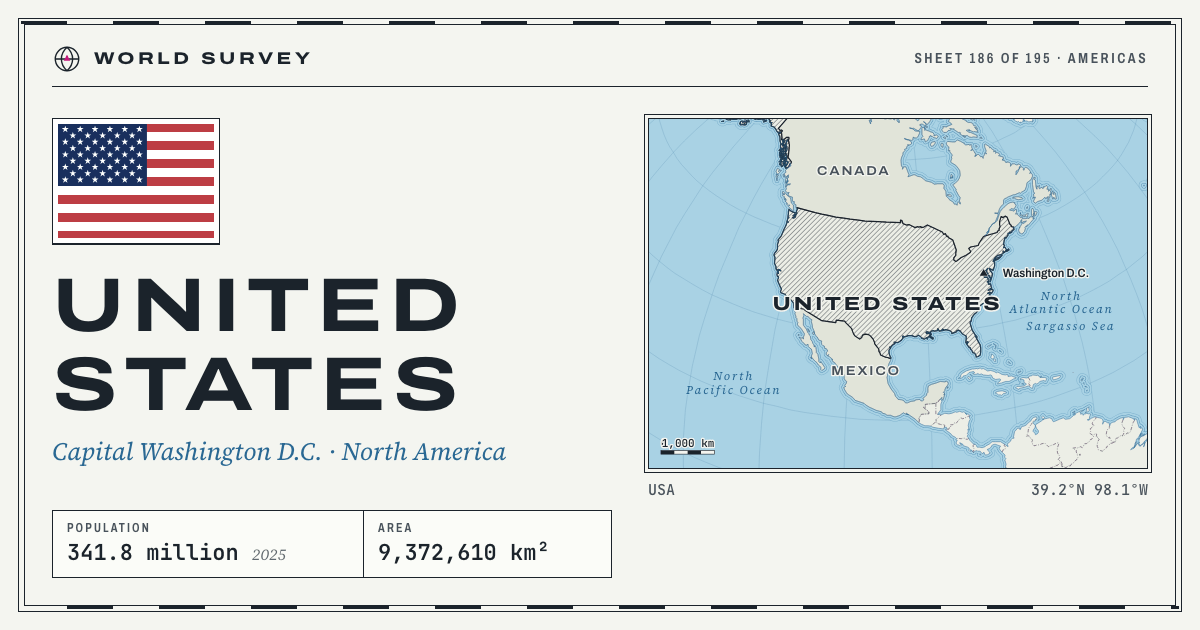 WORLD SURVEY
SHEET 186 OF 195 · AMERICAS
UNITED
STATES
Capital Washington D.C. · North America
POPULATION
341.8 million 2025
AREA
9,372,610 km²
CANADA
Washington D.C.
UNITED STATES
North
Atlantic Ocean
Sargasso Sea
MEXICO
North
Pacific Ocean
1,000 km
USA
39.2°N 98.1°W